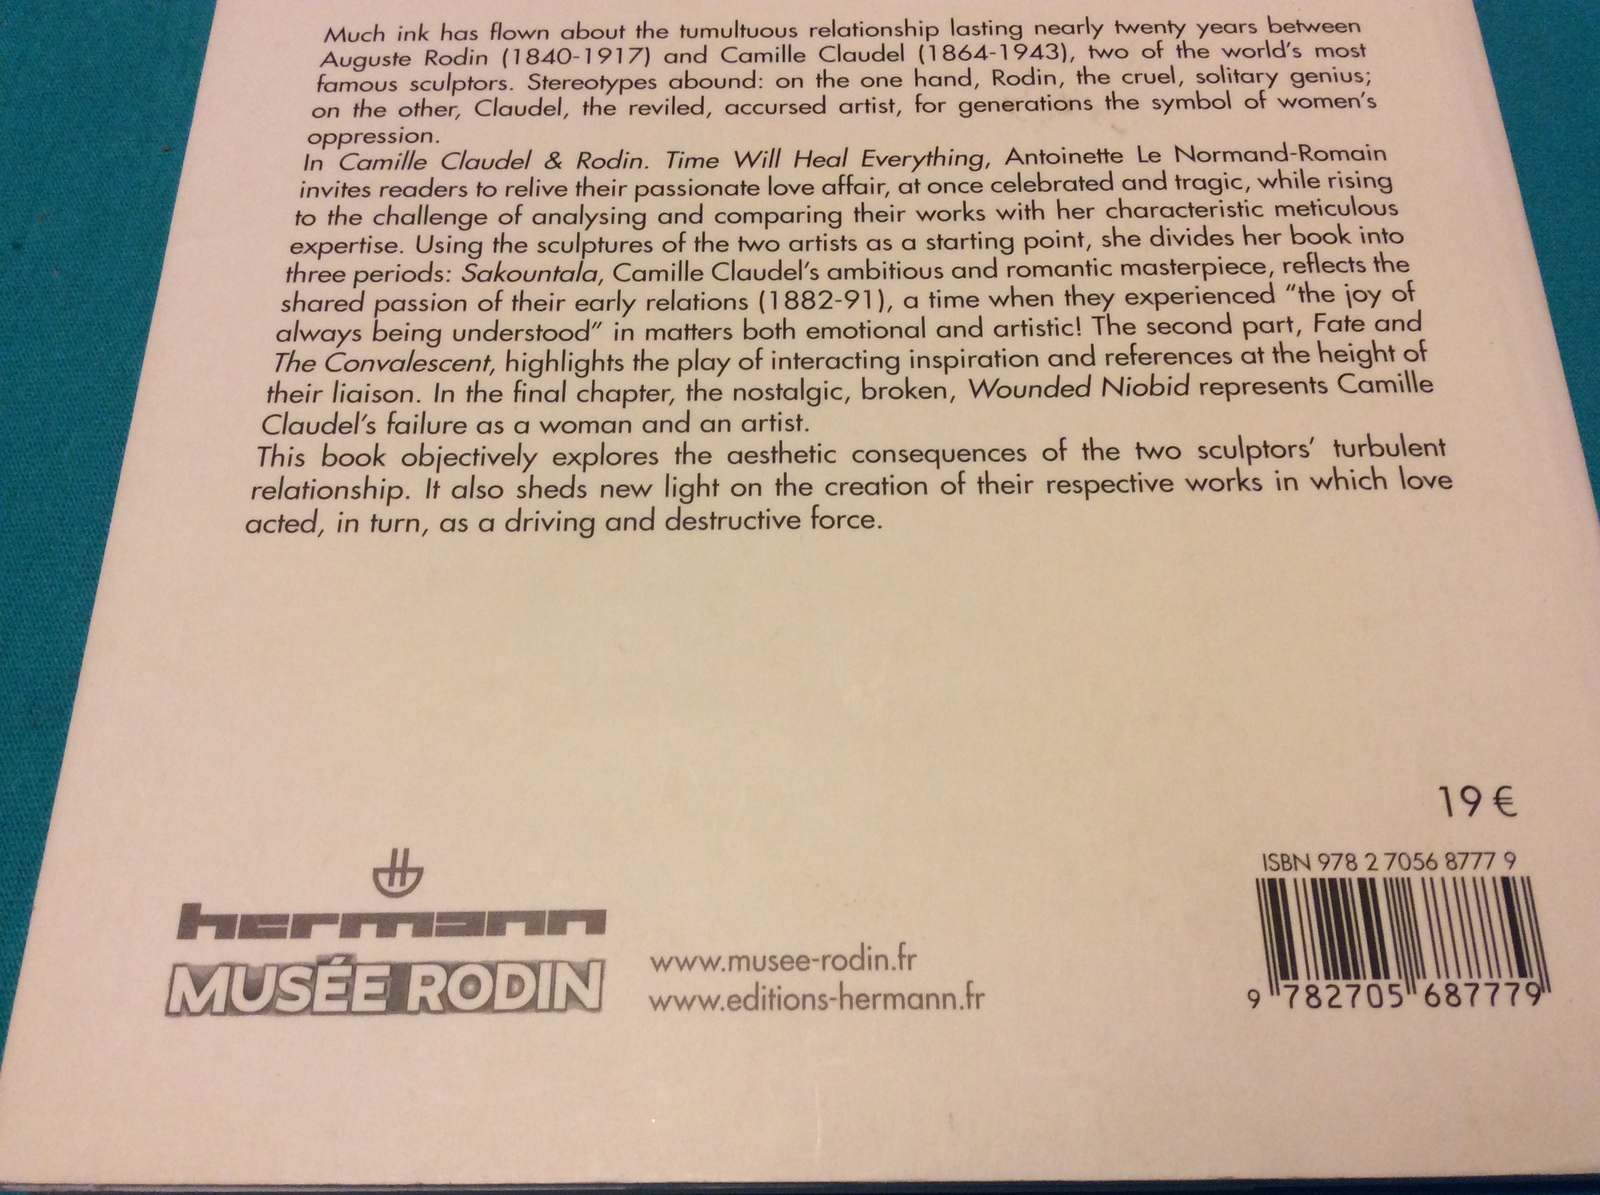 Much ink has flown about the tumultuous relationship lasting nearly twenty years between
Auguste Rodin (1840-1917) and Camille Claudel (1864-1943), two of the world's most
famous sculptors. Stereotypes abound: on the one hand, Rodin, the cruel, solitary genius;
on the other, Claudel, the reviled, accursed artist, for generations the symbol of women's
oppression.
In Camille Claudel & Rodin. Time Will Heal Everything, Antoinette Le Normand-Romain
invites readers to relive their passionate love affair, at once celebrated and tragic, while rising
to the challenge of analysing and comparing their works with her characteristic meticulous
expertise. Using the sculptures of the two artists as a starting point, she divides her book into
three periods: Sakountala, Camille Claudel's ambitious and romantic masterpiece, reflects the
shared passion of their early relations (1882-91), a time when they experienced "the joy of
always being understood" in matters both emotional and artistic! The second part, Fate and
The Convalescent, highlights the play of interacting inspiration and references at the height of
their liaison. In the final chapter, the nostalgic, broken, Wounded Niobid represents Camille
Claudel's failure as a woman and an artist.
This book objectively explores the aesthetic consequences of the two sculptors' turbulent
relationship. It also sheds new light on the creation of their respective works in which love
acted, in turn, as a driving and destructive force.
19 €
ISBN 978 2 7056 8777 9
9 782705 687779
hermann
MUSÉE RODIN
www.musee-rodin.fr
www.editions-hermann.fr